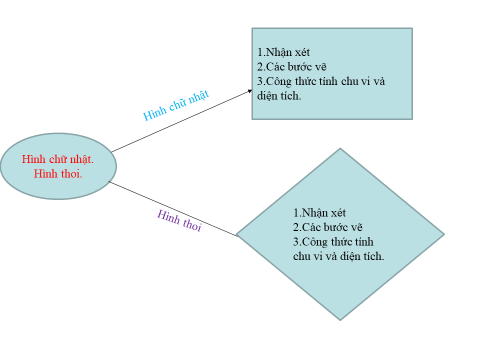 1.Nhận xét
2.Các bước vẽ
3.Công thức tính chu vi và
diện tích.
Hình chữ nhật
Hình chữ nhật.
Hình thoi.
Hình thoi
1.Nhận xét
2.Các bước vẽ
3.Công thức tính
chu vi và diện tích.